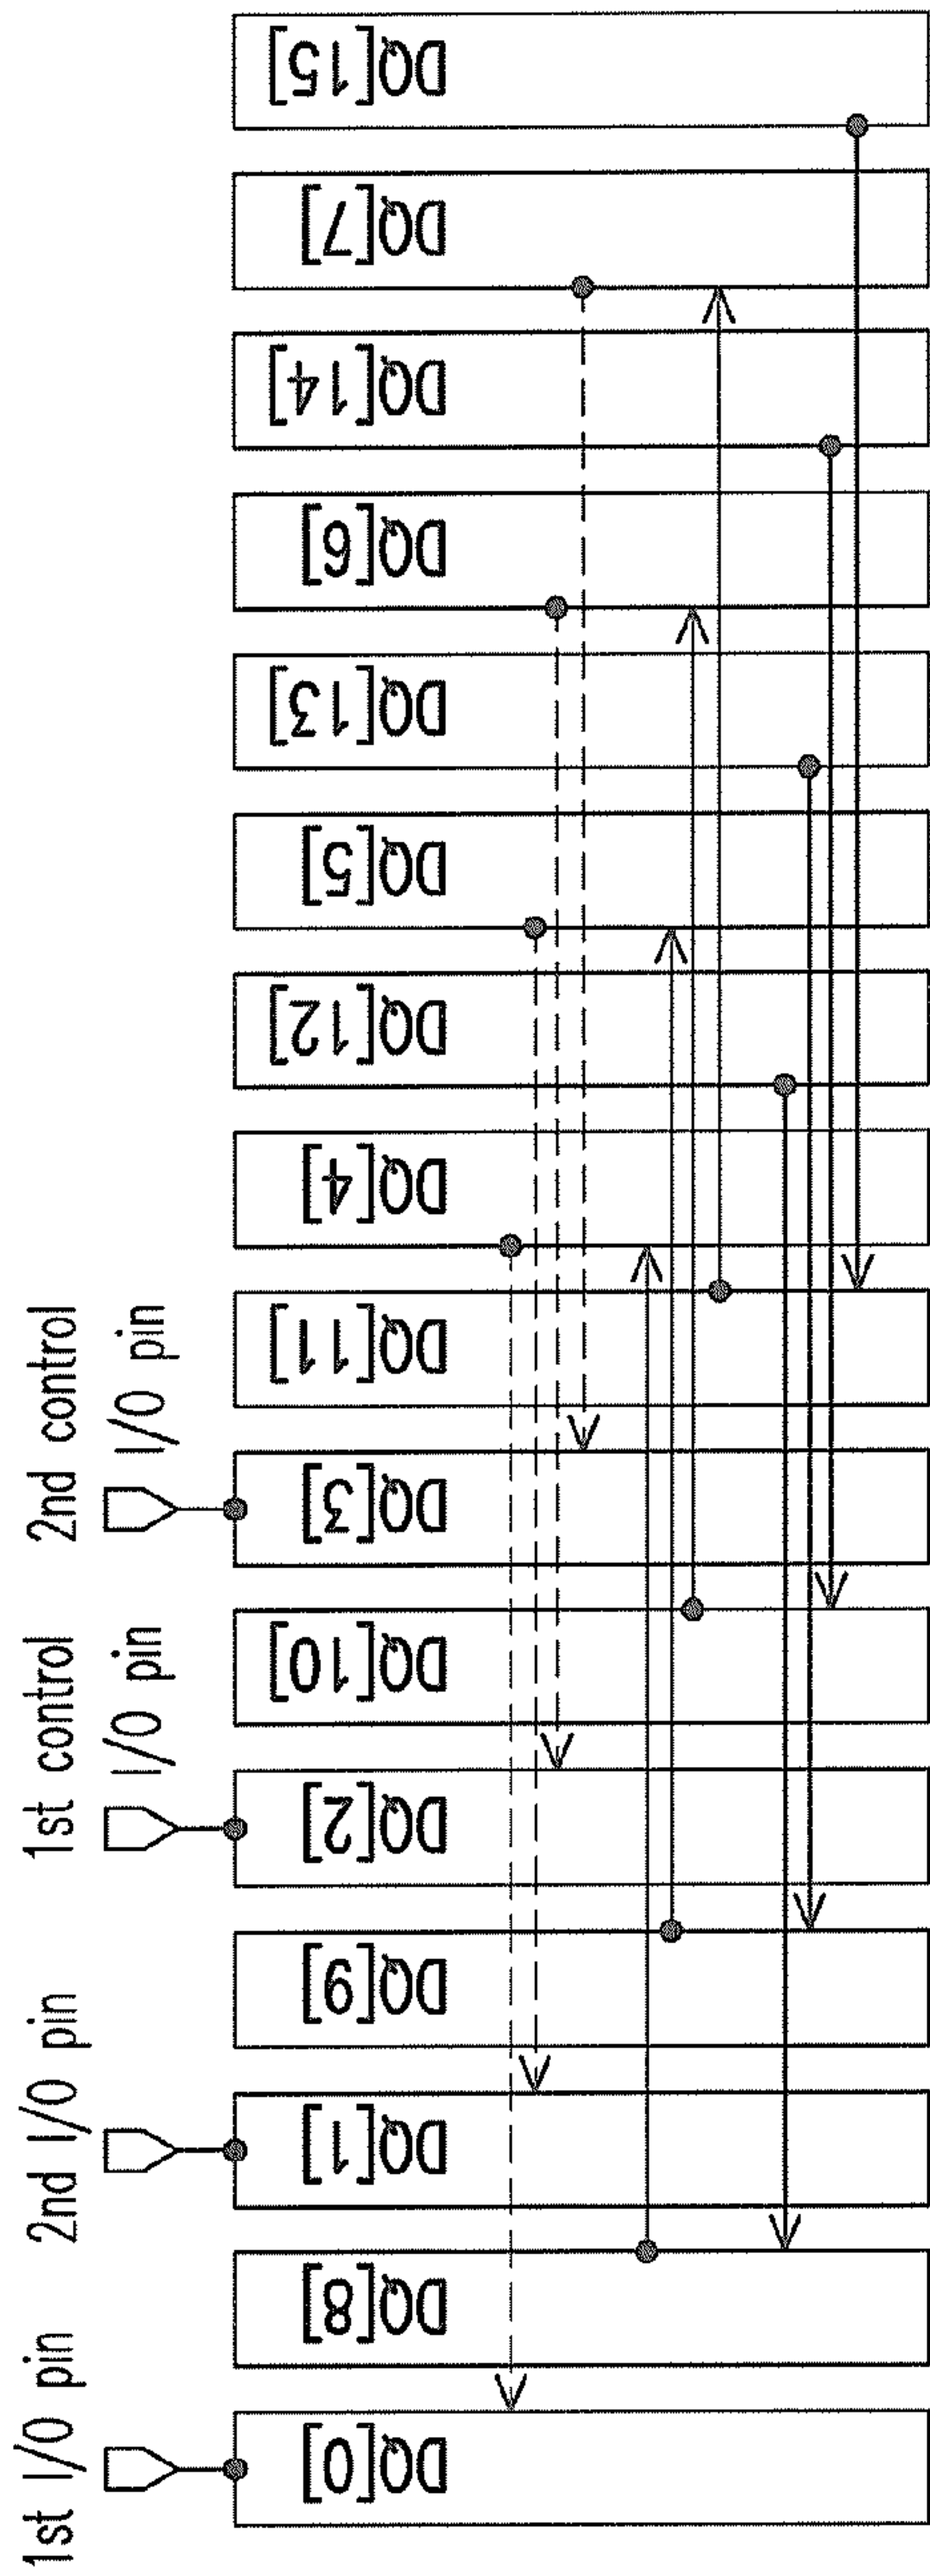 1st I/O pin
2nd I/O pin
1st control
I/O pin
2nd control
I/O pin
DQ[0]
DQ[8]
DQ[1]
DQ[9]
DQ[2]
DQ[10]
DQ[3]
DQ[11]
DQ[4]
DQ[12]
DQ[5]
DQ[13]
DQ[6]
DQ[14]
DQ[7]
DQ[15]